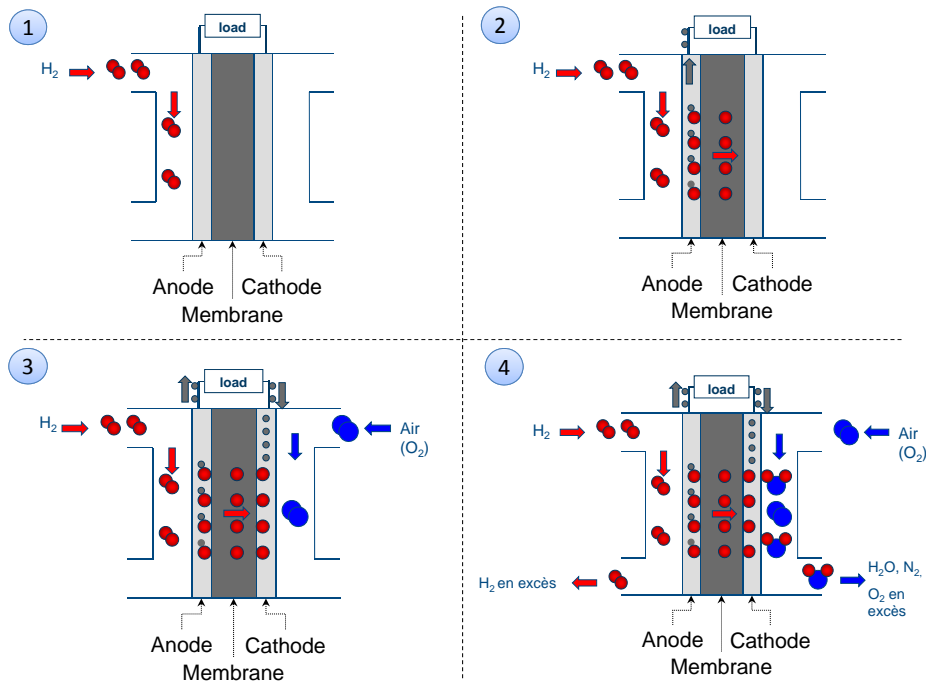 1
load
H2
Anode
Cathode
Membrane
2
load
H2
Anode
Cathode
Membrane
3
load
H2
Air
(O2)
Anode
Cathode
Membrane
4
load
H2
Air
(O2)
H2 en excès
H2O, N2,
O2 en
excès
Anode
Cathode
Membrane